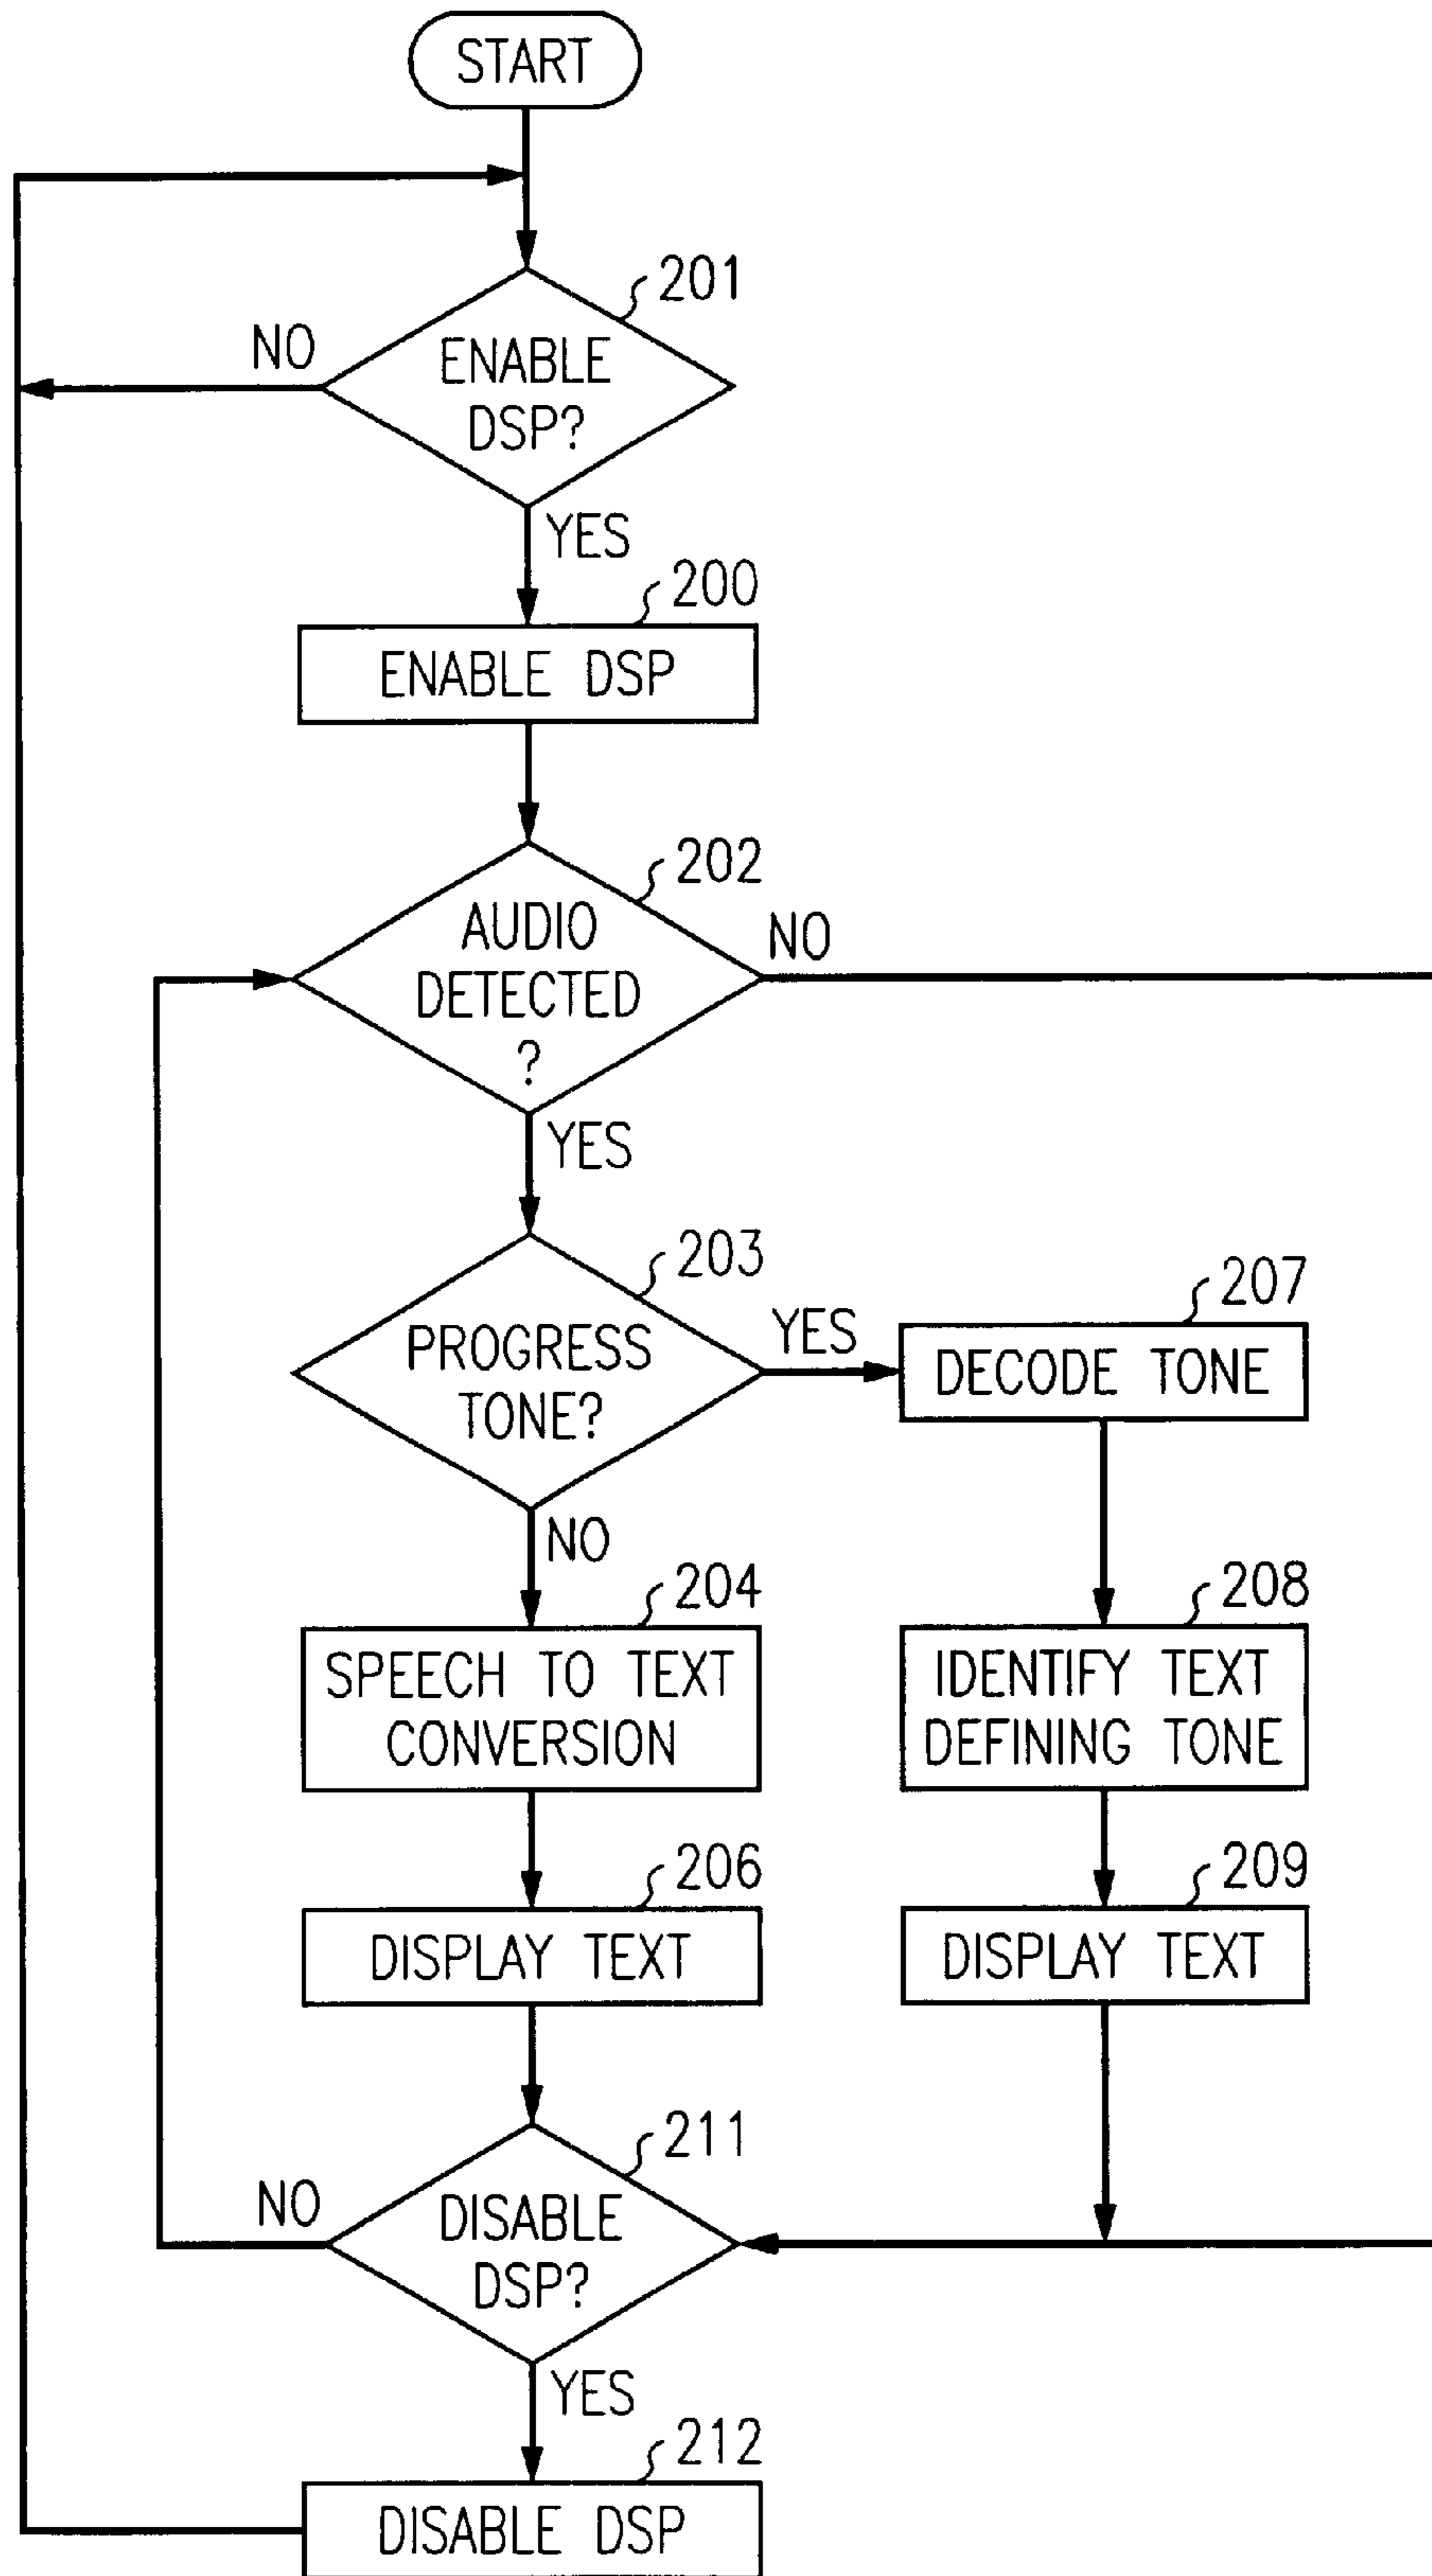 START
201
NO
ENABLE
DSP?
YES
200
ENABLE DSP
202
AUDIO
DETECTED
?
NO
YES
203
PROGRESS
TONE?
YES
207
DECODE TONE
NO
204
SPEECH TO TEXT
CONVERSION
208
IDENTIFY TEXT
DEFINING TONE
206
DISPLAY TEXT
209
DISPLAY TEXT
211
NO
DISABLE
DSP?
YES
212
DISABLE DSP